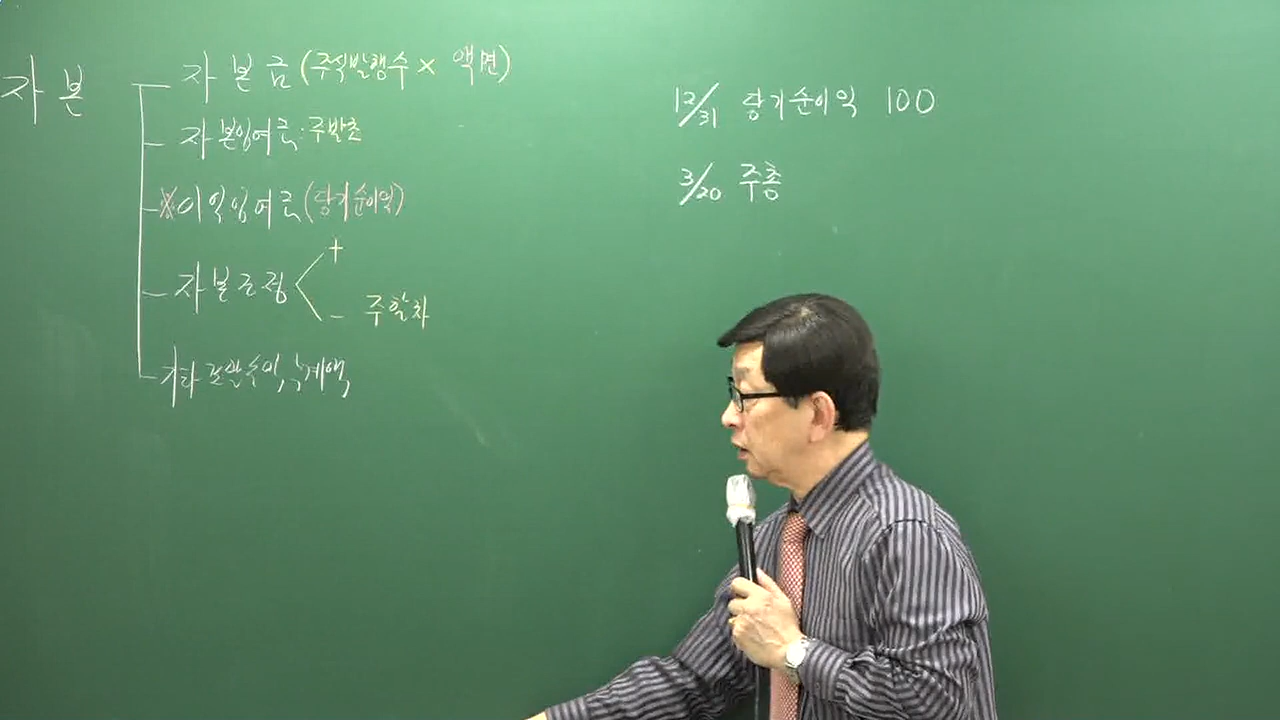 자본
자본금 (주식발행수 × 액면)
자본잉여금 : 주발초
※ 이익잉여금 (당기순이익)
자본조정
+
- 주할차
기타포괄손익누계액
12/31 당기순이익 100
3/20 주총